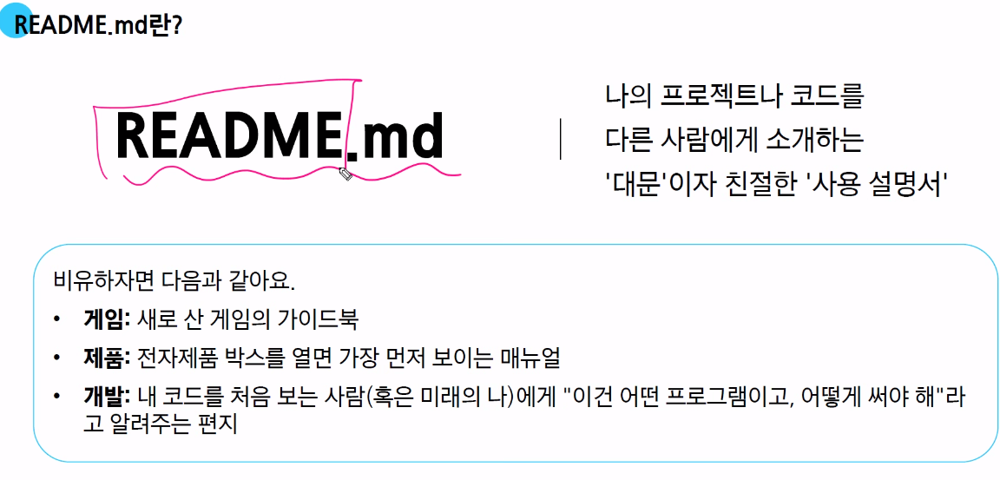 README.md란?
README.md
나의 프로젝트나 코드를
다른 사람에게 소개하는
'대문'이자 친절한 '사용 설명서'
비유하자면 다음과 같아요.
• 게임: 새로 산 게임의 가이드북
• 제품: 전자제품 박스를 열면 가장 먼저 보이는 매뉴얼
• 개발: 내 코드를 처음 보는 사람(혹은 미래의 나)에게 "이건 어떤 프로그램이고, 어떻게 써야 해"라
고 알려주는 편지